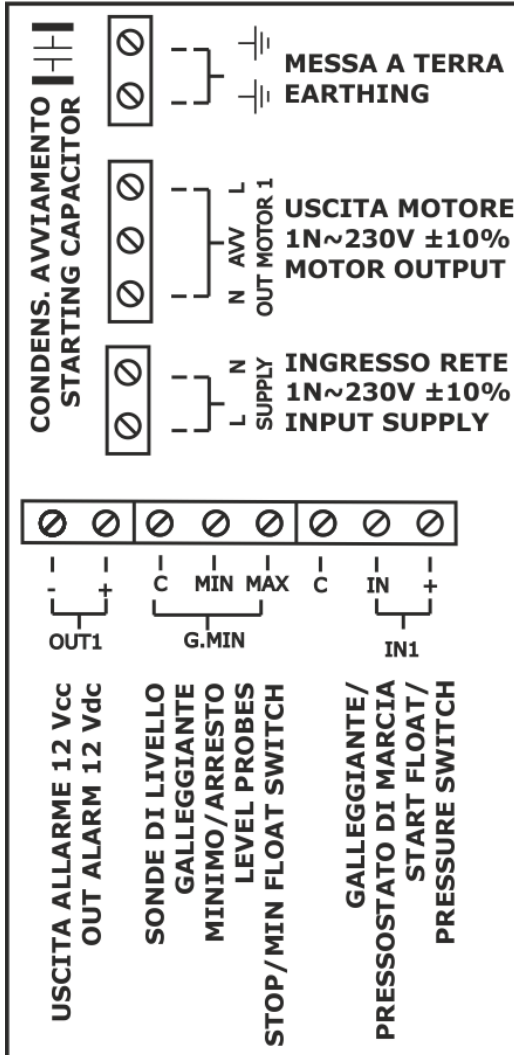 CONDENS. AVVIAMENTO
STARTING CAPACITOR
MESSA A TERRA
EARTHING
L
AVV
N
OUT MOTOR 1
USCITA MOTORE
1N~230V ±10%
MOTOR OUTPUT
N
L
SUPPLY
INGRESSO RETE
1N~230V ±10%
INPUT SUPPLY
- + C MIN MAX C IN +
OUT1 G.MIN IN1
USCITA ALLARME 12 Vcc
OUT ALARM 12 Vdc
SONDE DI LIVELLO
GALLEGGIANTE
MINIMO/ARRESTO
LEVEL PROBES
STOP/MIN FLOAT SWITCH
GALLEGGIANTE/
PRESSOSTATO DI MARCIA
START FLOAT/
PRESSURE SWITCH